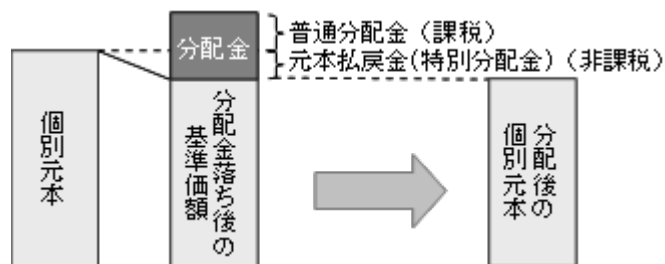 普通分配金（課税）
分配金
元本払戻金(特別分配金)（非課税）
個別元本
分配金落ち後の
基準価額
分配後の
個別元本